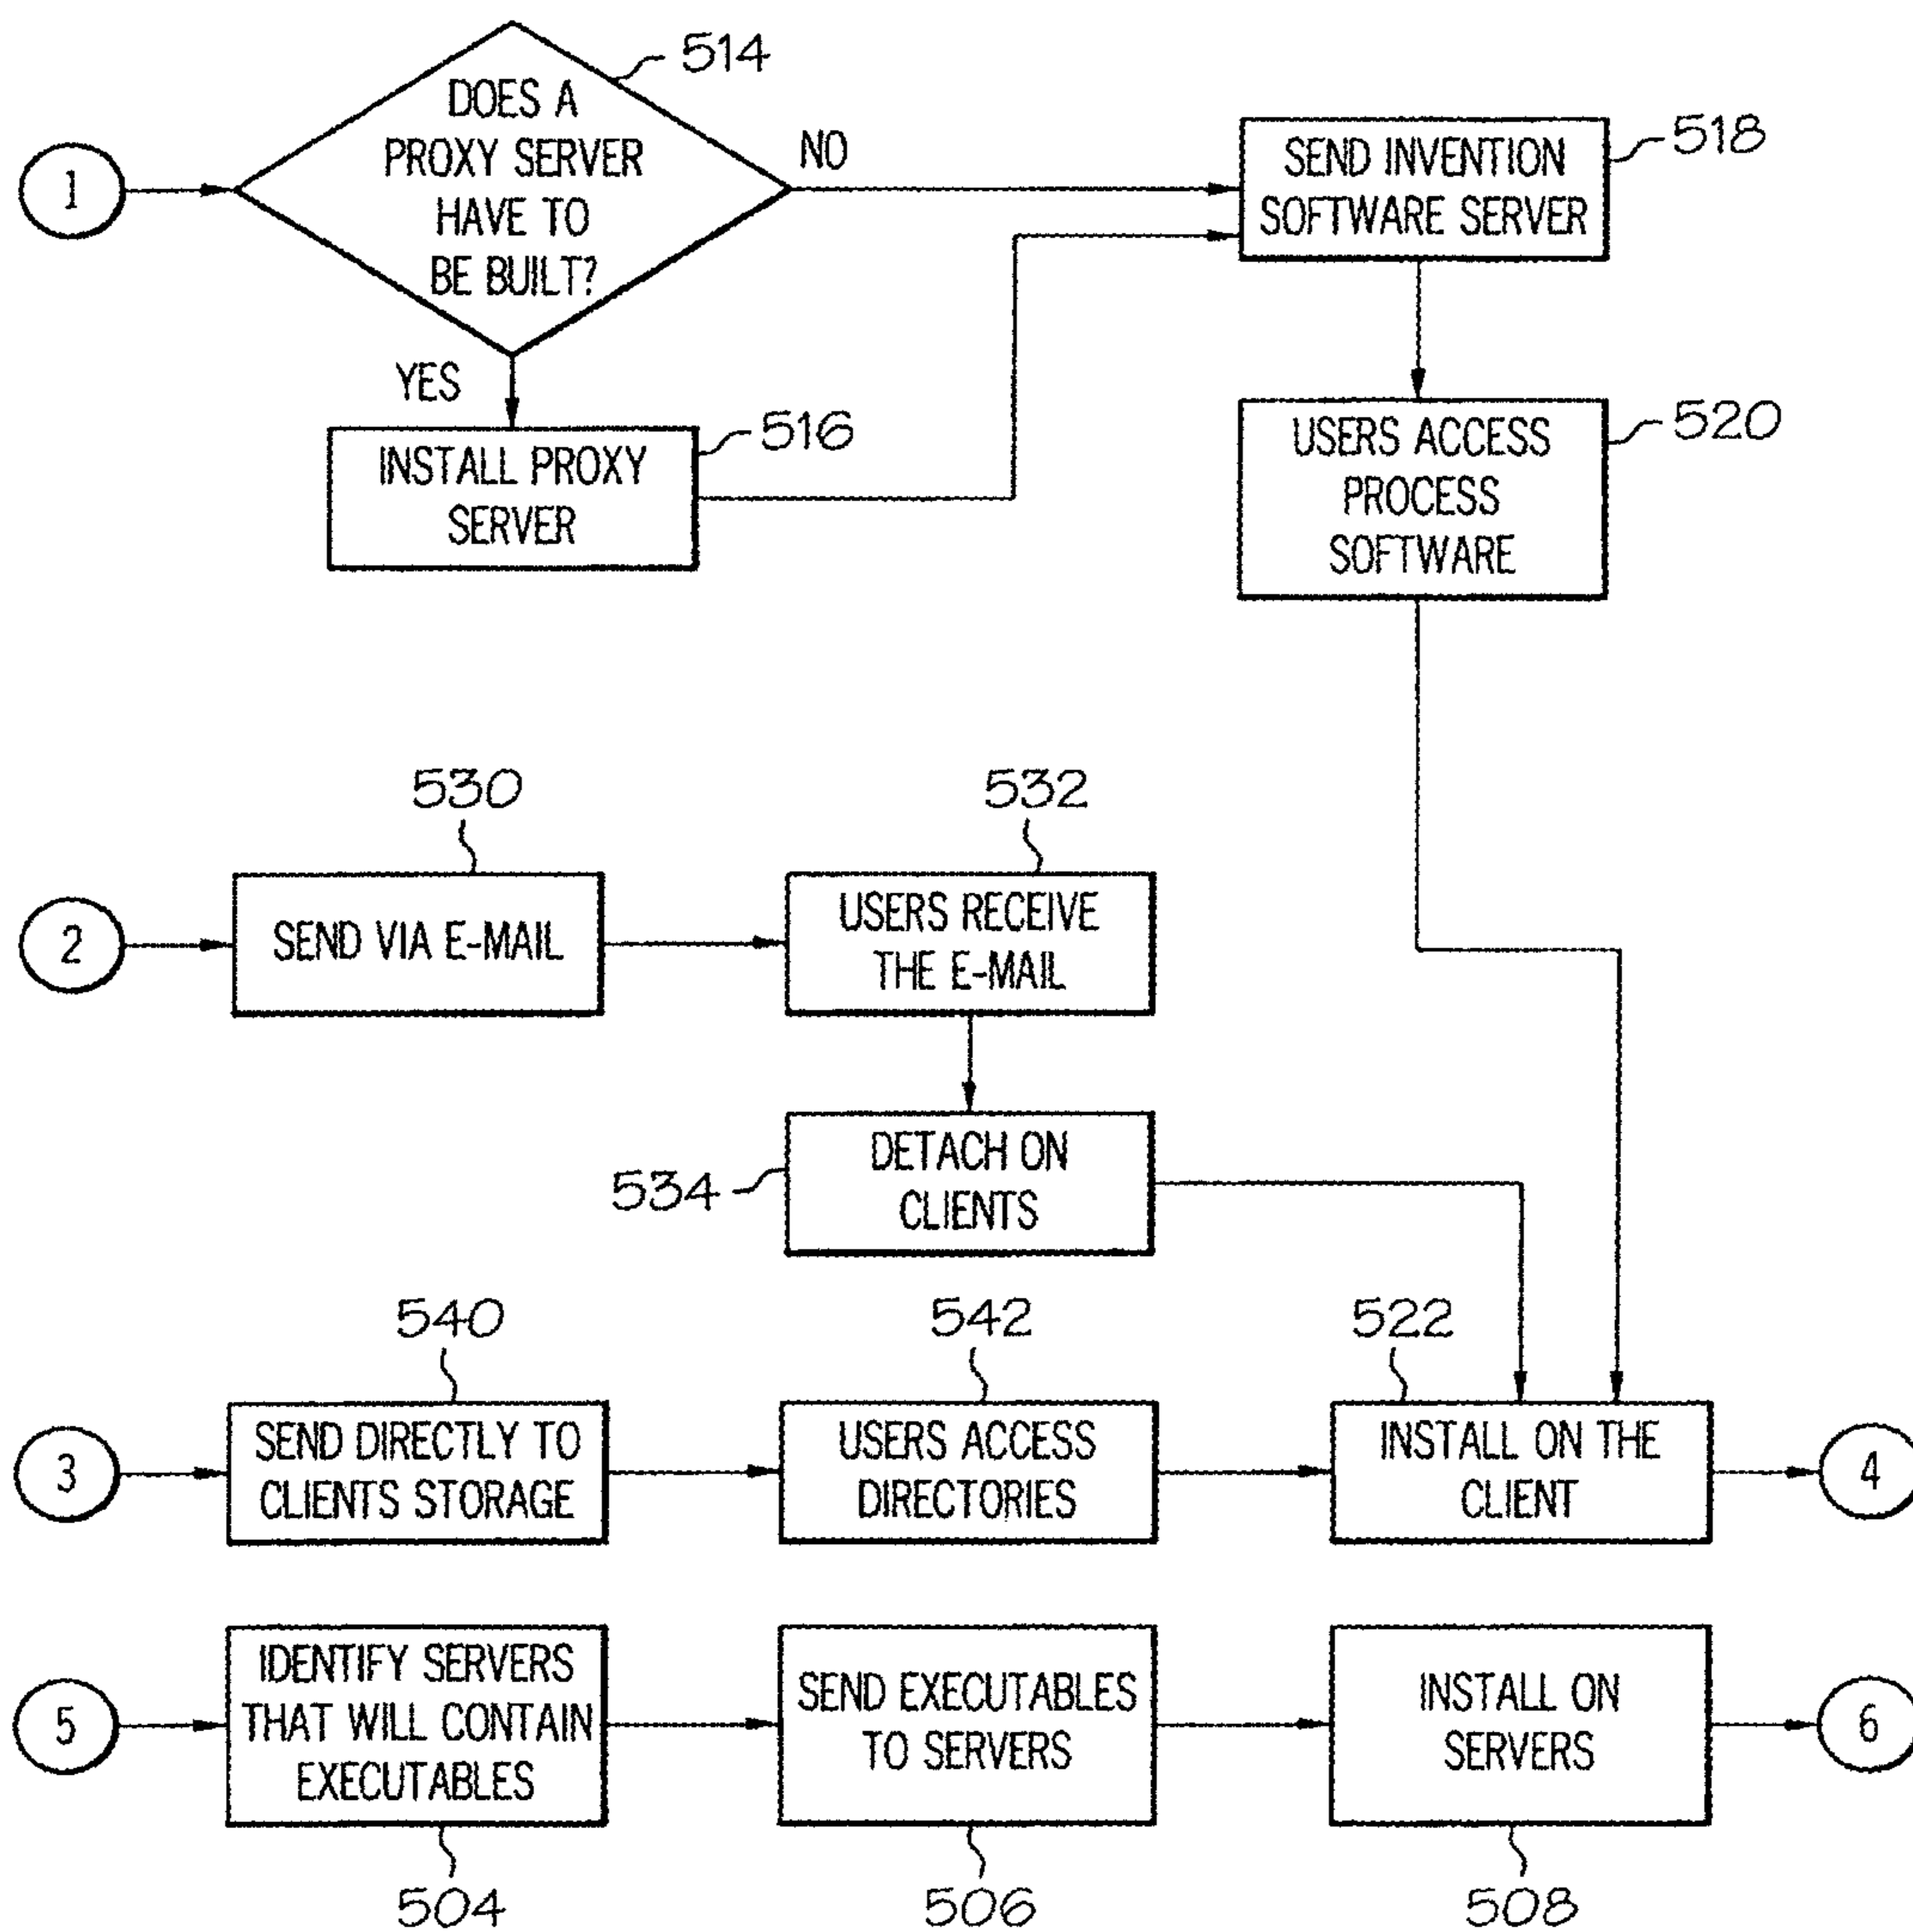 514
DOES A
PROXY SERVER
HAVE TO
BE BUILT?
1
NO
YES
516
INSTALL PROXY
SERVER
518
SEND INVENTION
SOFTWARE SERVER
520
USERS ACCESS
PROCESS
SOFTWARE
530
532
2
SEND VIA E-MAIL
USERS RECEIVE
THE E-MAIL
534
DETACH ON
CLIENTS
540
542
522
3
SEND DIRECTLY TO
CLIENTS STORAGE
USERS ACCESS
DIRECTORIES
INSTALL ON THE
CLIENT
4
5
IDENTIFY SERVERS
THAT WILL CONTAIN
EXECUTABLES
SEND EXECUTABLES
TO SERVERS
INSTALL ON
SERVERS
6
504
506
508